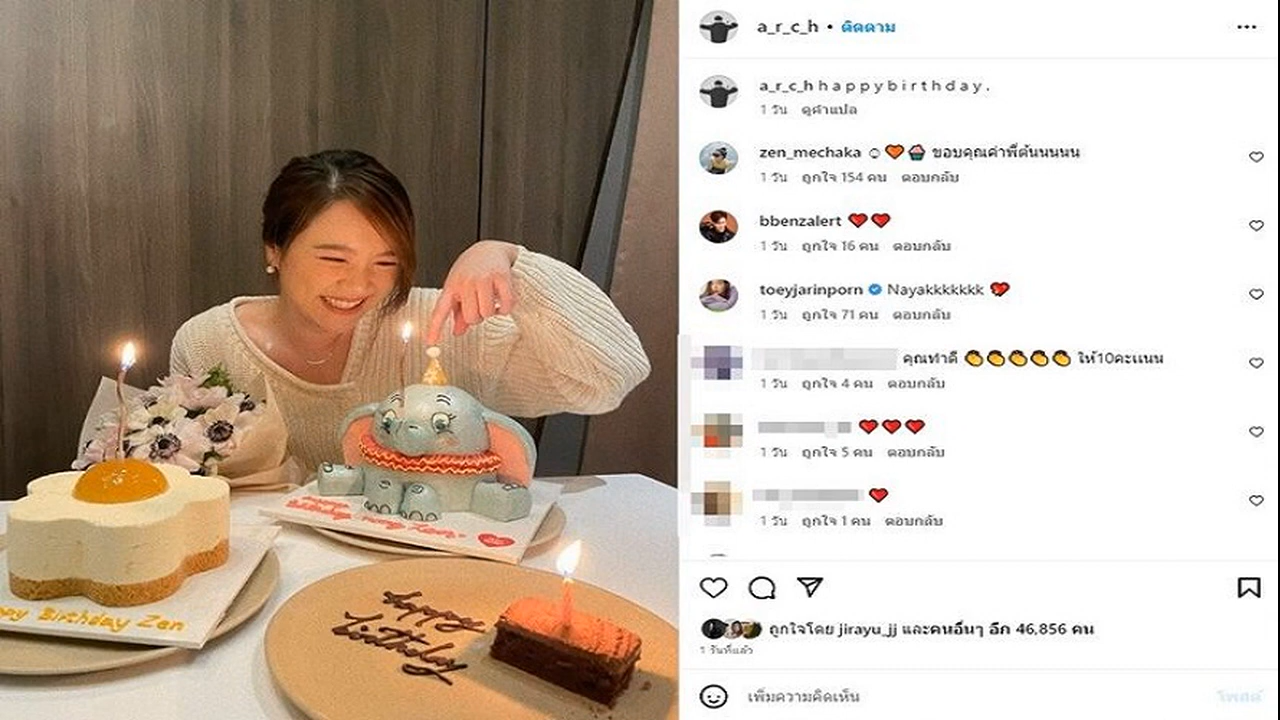 a_r_c_h • ติดตาม
a_r_c_h h a p p y b i r t h d a y .
1 วัน ดูคำแปล
zen_mechaka ขอบคุณค่าพี่ต้นนนนน
1 วัน ถูกใจ 154 คน ตอบกลับ
bbenzalert
1 วัน ถูกใจ 16 คน ตอบกลับ
toeyjarinporn Nayakkkkkkk
1 วัน ถูกใจ 71 คน ตอบกลับ
คุณทำดี ให้10คะแนน
1 วัน ถูกใจ 4 คน ตอบกลับ
1 วัน ถูกใจ 5 คน ตอบกลับ
1 วัน ถูกใจ 1 คน ตอบกลับ
ถูกใจโดย jirayu_jj และคนอื่นๆ อีก 46,856 คน
1 วันที่แล้ว
เพิ่มความคิดเห็น
โพสต์
Birthday Zen
happy
birthday